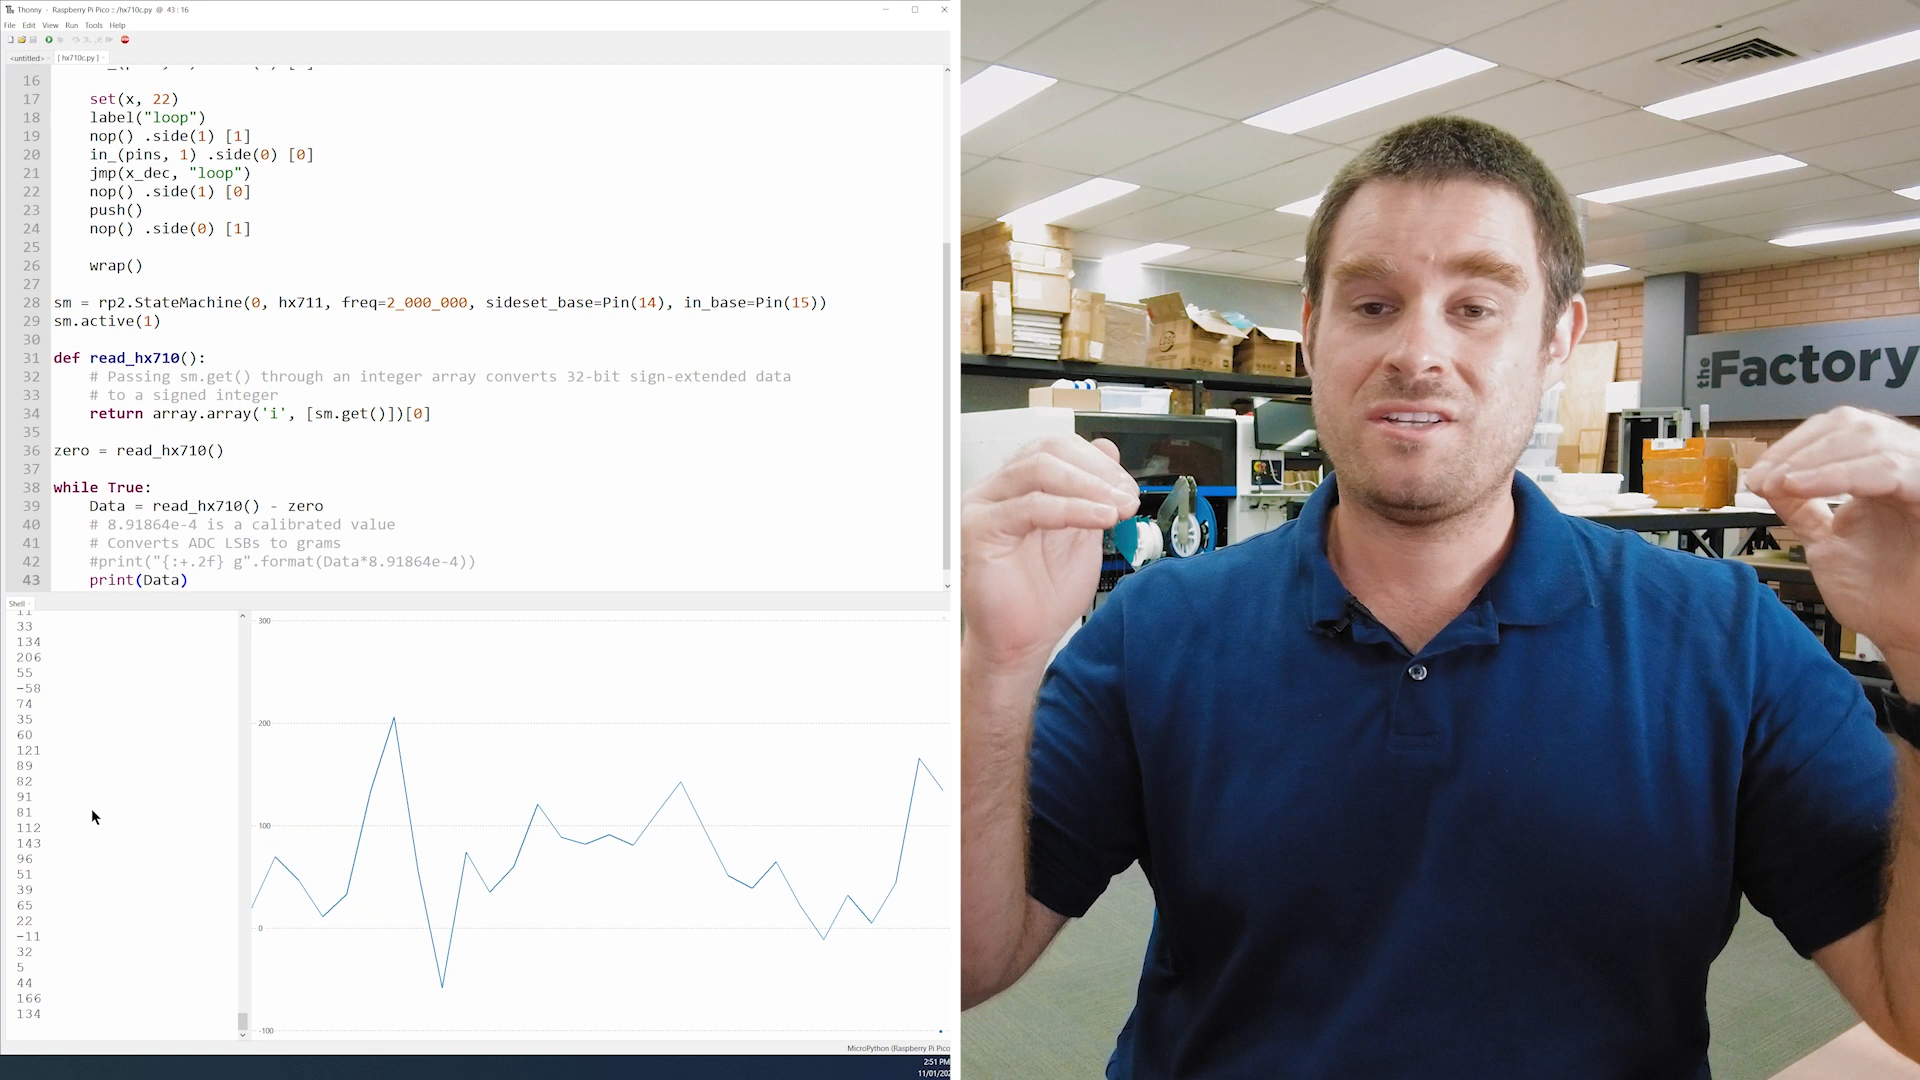 Thonny - Raspberry Pi Pico :: /hx710c.py @ 43 : 16
File Edit View Run Tools Help
<untitled> [ hx710c.py ]
16
17 set(x, 22)
18 label("loop")
19 nop() .side(1) [1]
20 in_(pins, 1) .side(0) [0]
21 jmp(x_dec, "loop")
22 nop() .side(1) [0]
23 push()
24 nop() .side(0) [1]
25
26 wrap()
27
28 sm = rp2.StateMachine(0, hx711, freq=2_000_000, sideset_base=Pin(14), in_base=Pin(15))
29 sm.active(1)
30
31 def read_hx710():
32 # Passing sm.get() through an integer array converts 32-bit sign-extended data
33 # to a signed integer
34 return array.array('i', [sm.get()])[0]
35
36 zero = read_hx710()
37
38 while True:
39 Data = read_hx710() - zero
40 # 8.91864e-4 is a calibrated value
41 # Converts ADC LSBs to grams
42 #print("{:+.2f} g".format(Data*8.91864e-4))
43 print(Data)
Shell
11
33
134
206
55
-58
74
35
60
121
89
82
91
81
112
143
96
51
39
65
22
-11
32
5
44
166
134
300
200
100
0
-100
MicroPython (Raspberry Pi Pico
2:51 PM
11/01/202
the Factory